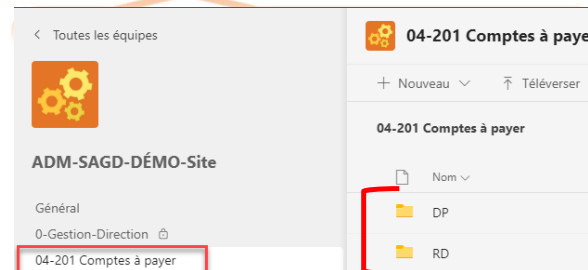 < Toutes les équipes
ADM-SAGD-DÉMO-Site
Général
0-Gestion-Direction
04-201 Comptes à payer
04-201 Comptes à paye
+ Nouveau
Téléverser
04-201 Comptes à payer
Nom
DP
RD